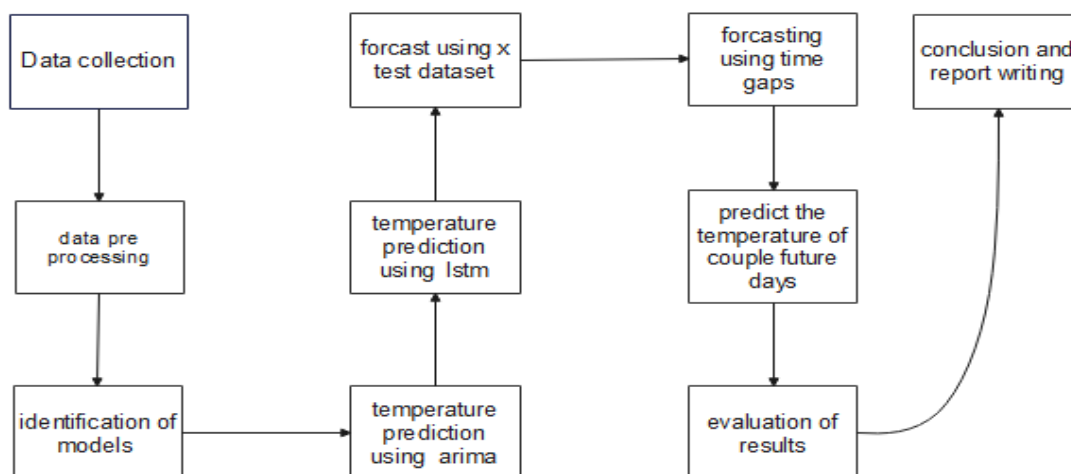 Data collection
data pre
processing
identification of
models
temperature
prediction
using arima
temperature
prediction
using lstm
forcast using x
test dataset
forcasting
using time
gaps
predict the
temperature of
couple future
days
evaluation of
results
conclusion and
report writing